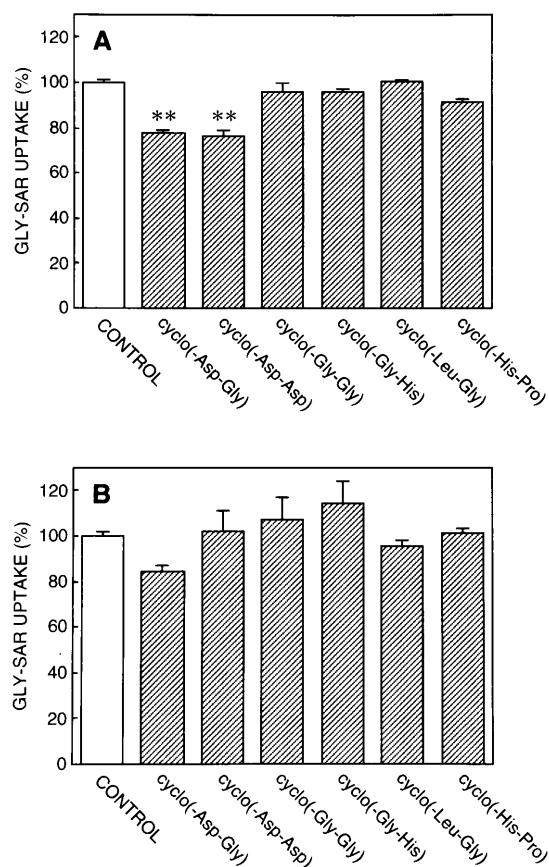 A
120
100
80
60
40
20
0
GLY-SAR UPTAKE (%)
** **
CONTROL
cyclo(-Asp-Gly)
cyclo(-Asp-Asp)
cyclo(-Gly-Gly)
cyclo(-Gly-His)
cyclo(-Leu-Gly)
cyclo(-His-Pro)
B
120
100
80
60
40
20
0
GLY-SAR UPTAKE (%)
CONTROL
cyclo(-Asp-Gly)
cyclo(-Asp-Asp)
cyclo(-Gly-Gly)
cyclo(-Gly-His)
cyclo(-Leu-Gly)
cyclo(-His-Pro)